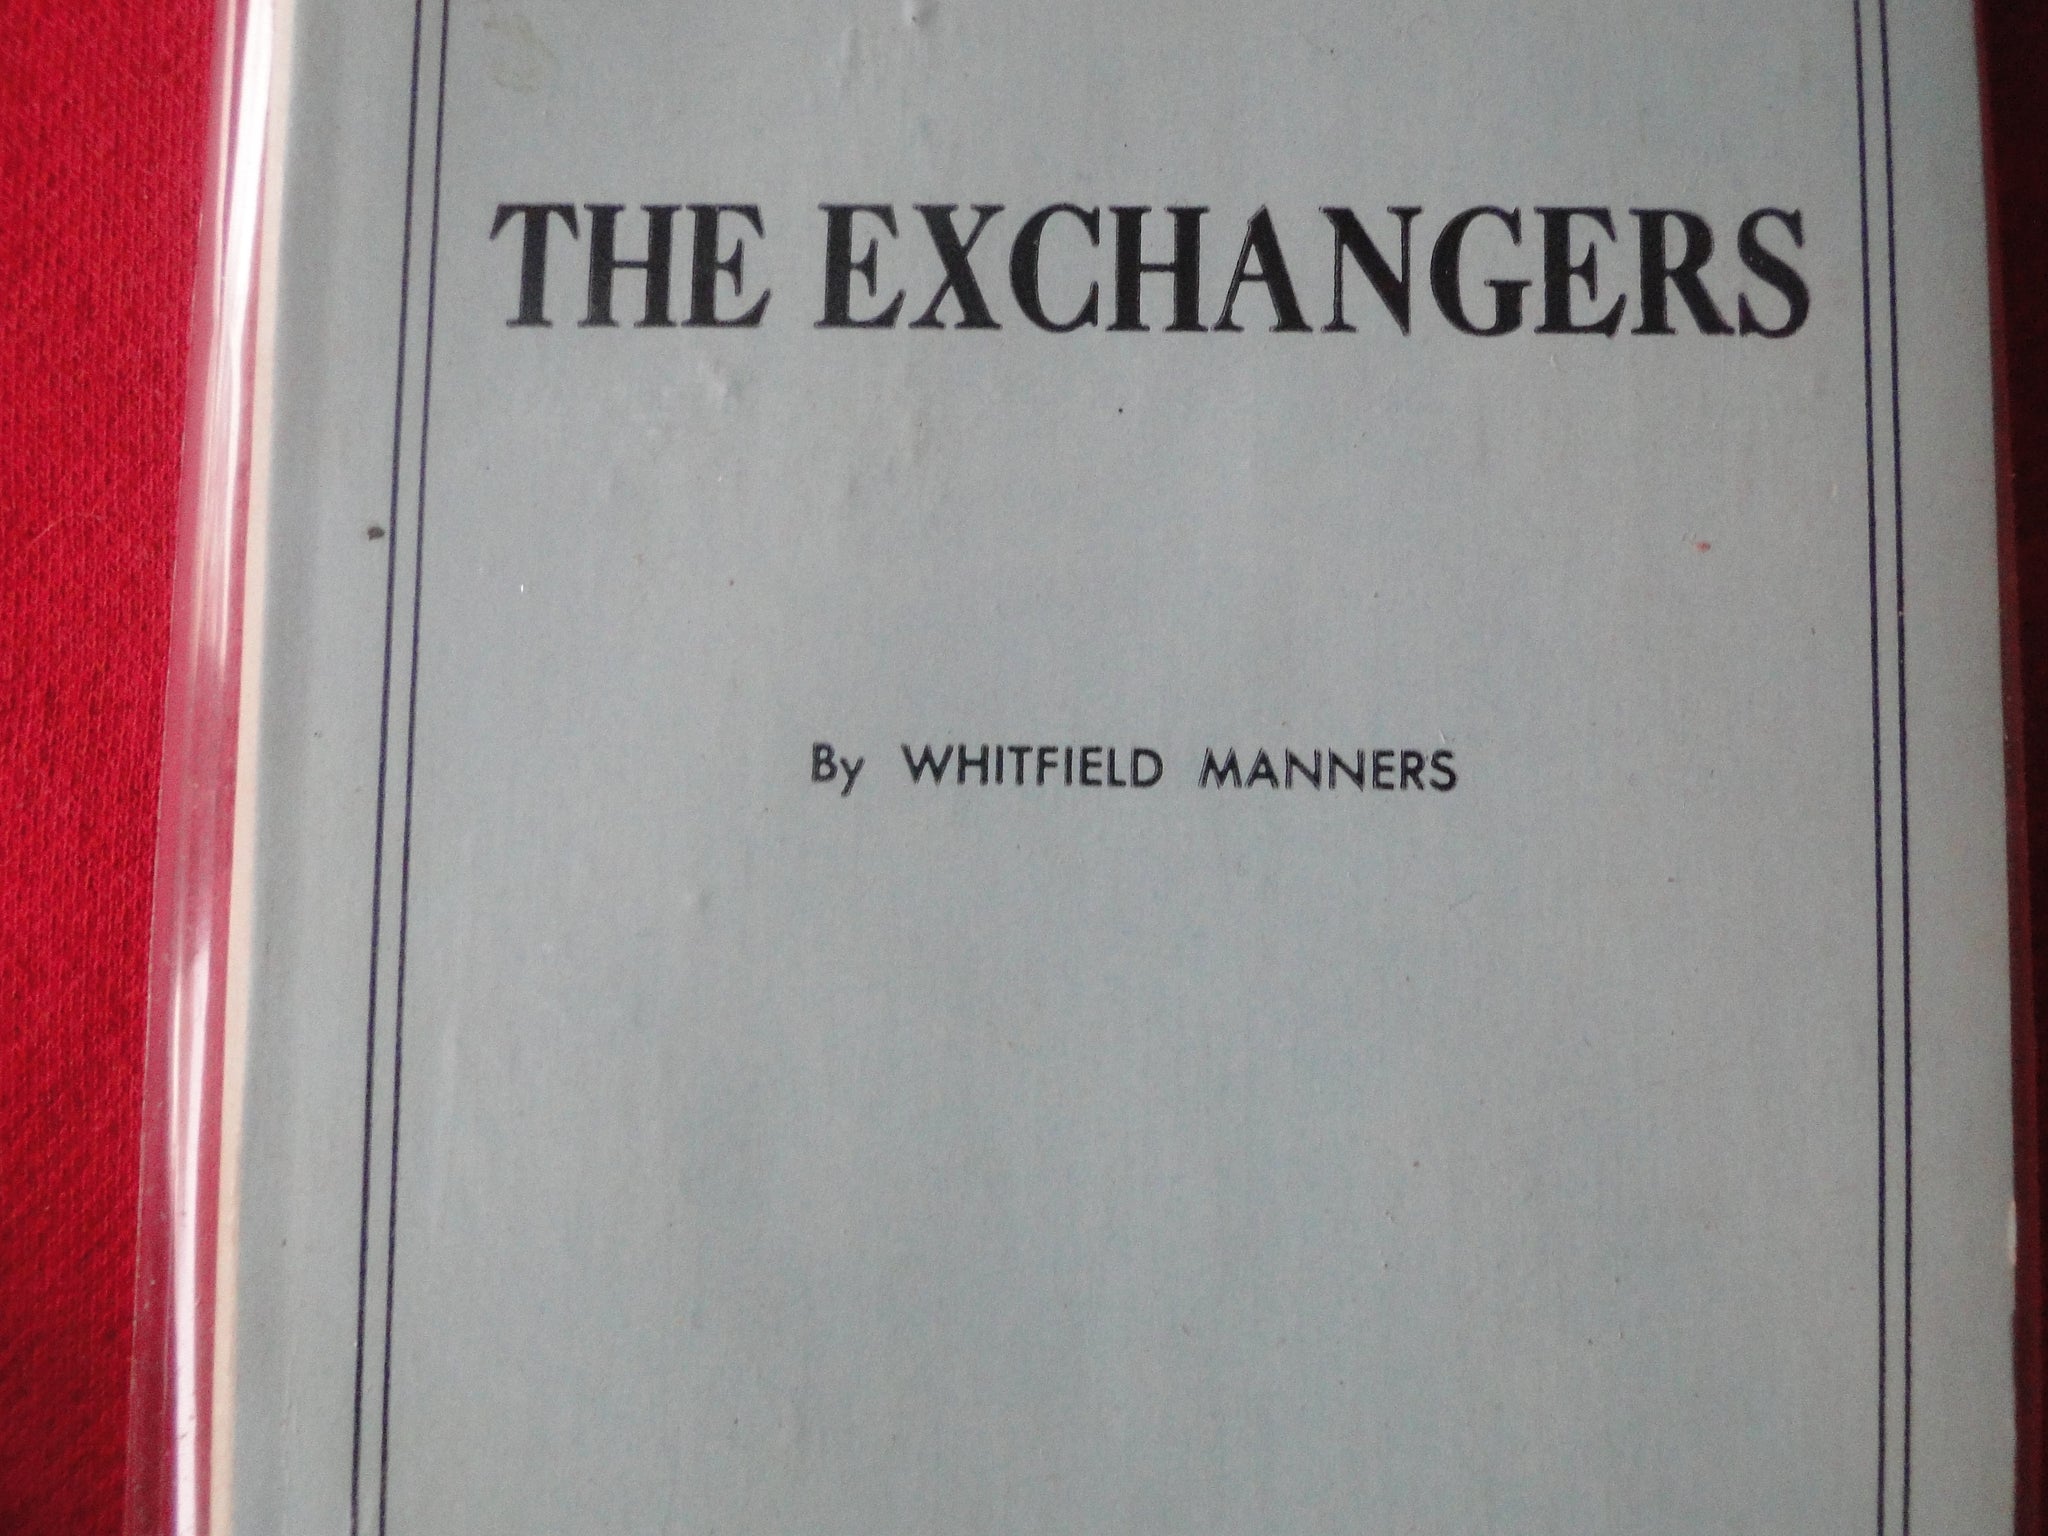 THE EXCHANGERS
By WHITFIELD MANNERS